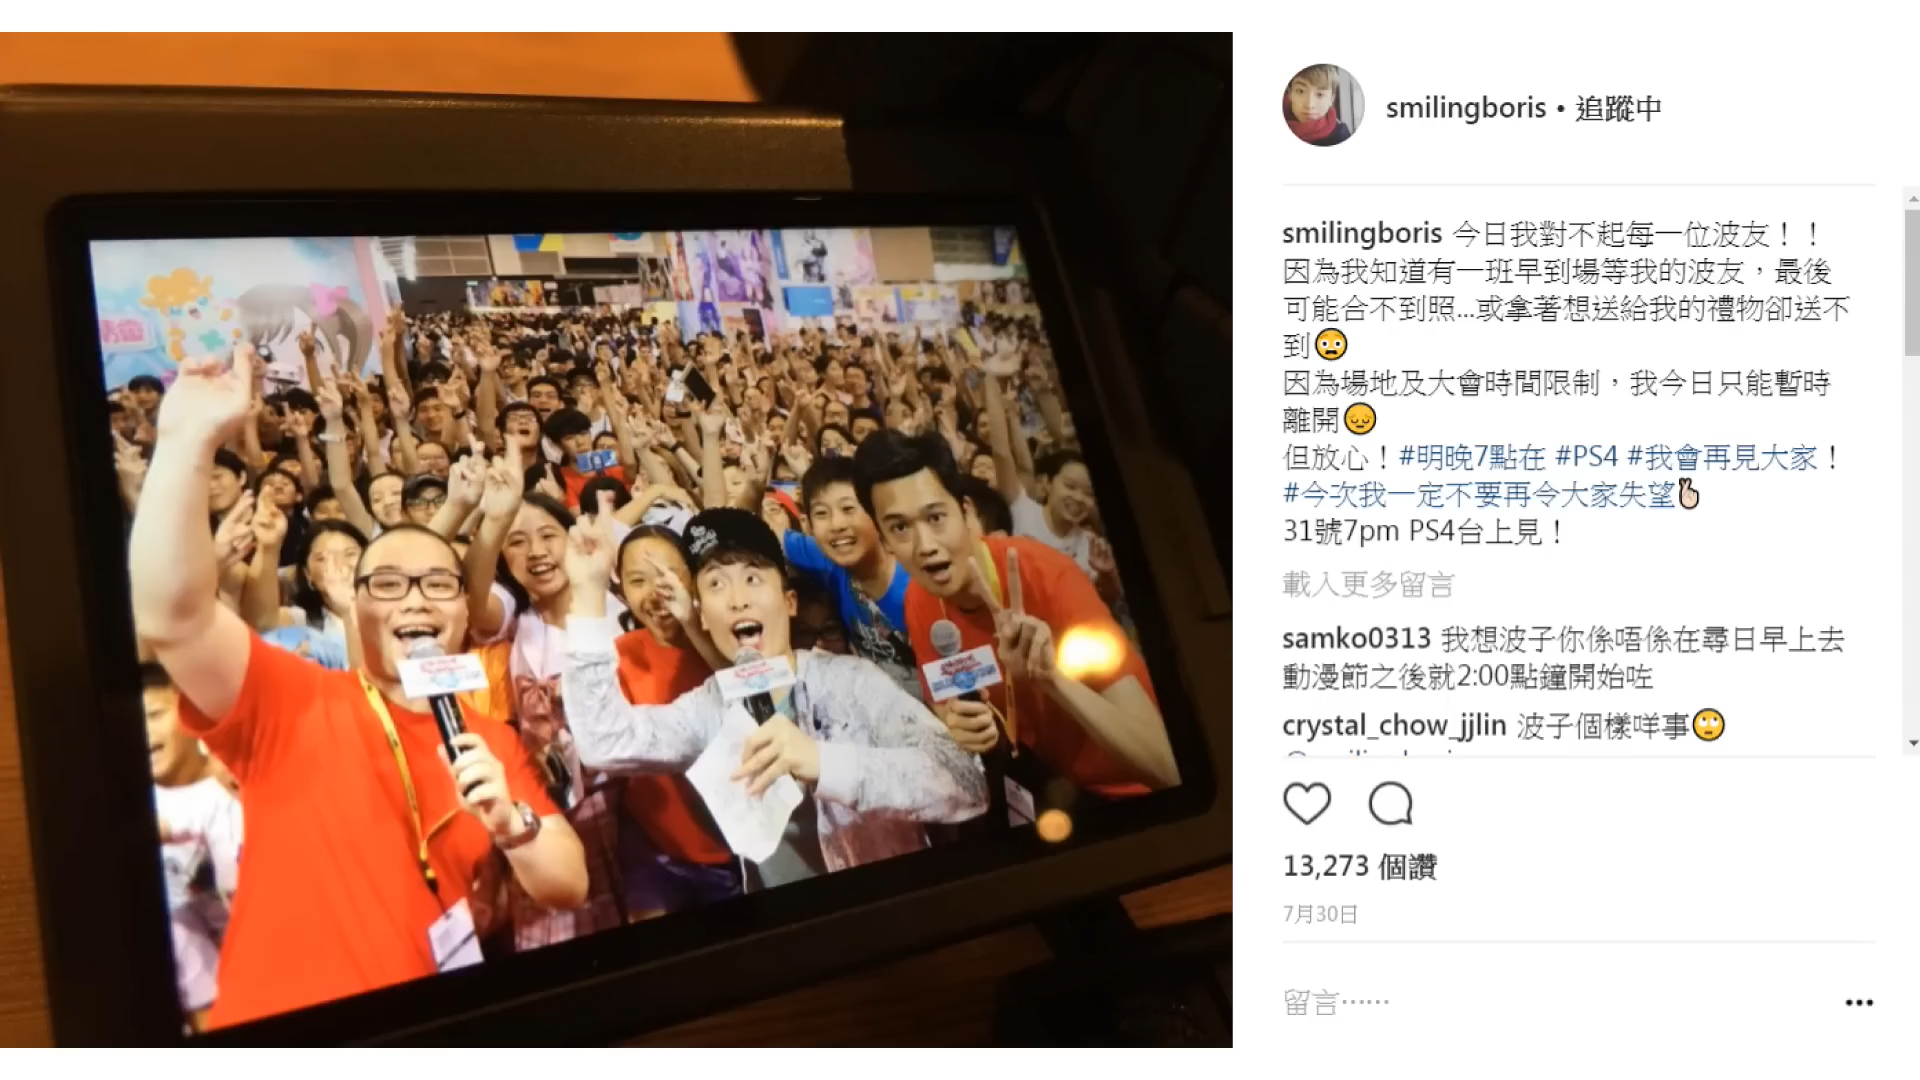 smilingboris • 追蹤中
smilingboris 今日我對不起每一位波友！！
因為我知道有一班早到場等我的波友，最後
可能合不到照...或拿著想送給我的禮物卻送不
到😳
因為場地及大會時間限制，我今日只能暫時
離開😔
但放心！#明晚7點在 #PS4 #我會再見大家！
#今次我一定不要再令大家失望🤞🏻
31號7pm PS4台上見！
載入更多留言
samko0313 我想波子你係唔係在尋日早上去
動漫節之後就2:00點鐘開始咗
crystal_chow_jjlin 波子個樣咩事🙄
13,273 個讚
7月30日
留言······